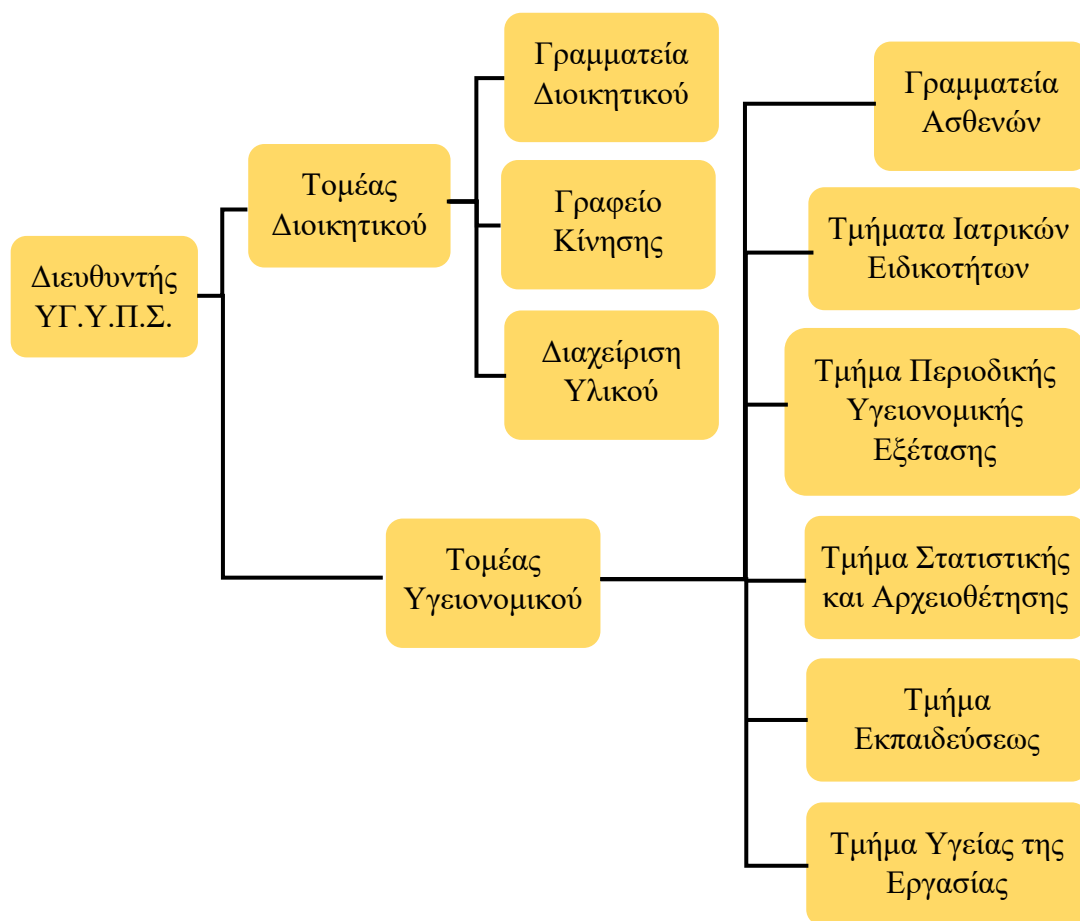 Διευθυντής
ΥΓ.Υ.Π.Σ.
Τομέας
Διοικητικού
Γραμματεία
Διοικητικού
Γραφείο
Κίνησης
Διαχείριση
Υλικού
Τομέας
Υγειονομικού
Γραμματεία
Ασθενών
Τμήματα Ιατρικών
Ειδικοτήτων
Τμήμα Περιοδικής
Υγειονομικής
Εξέτασης
Τμήμα Στατιστικής
και Αρχειοθέτησης
Τμήμα
Εκπαιδεύσεως
Τμήμα Υγείας της
Εργασίας